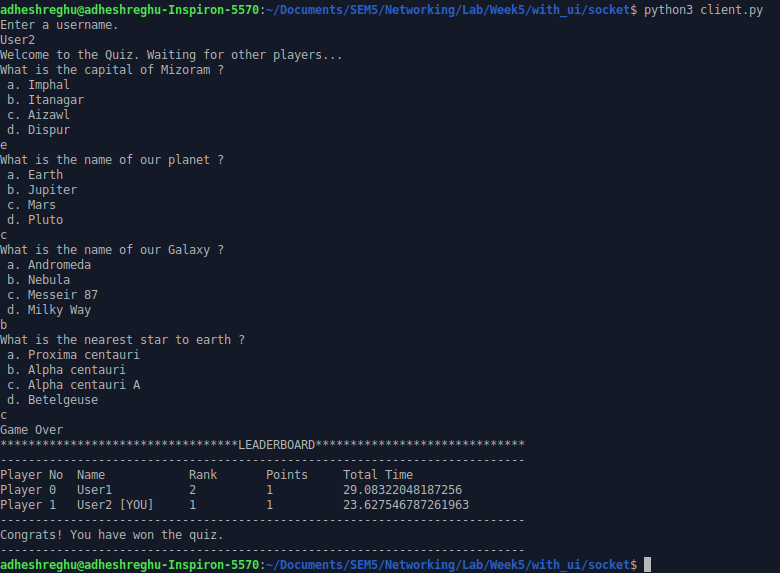 adheshreghu@adheshreghu-Inspiron-5570:~/Documents/SEM5/Networking/Lab/Week5/with_ui/socket$ python3 client.py
Enter a username.
User2
Welcome to the Quiz. Waiting for other players...
What is the capital of Mizoram ?
a. Imphal
b. Itanagar
c. Aizawl
d. Dispur
e
What is the name of our planet ?
a. Earth
b. Jupiter
c. Mars
d. Pluto
c
What is the name of our Galaxy ?
a. Andromeda
b. Nebula
c. Messeir 87
d. Milky Way
b
What is the nearest star to earth ?
a. Proxima centauri
b. Alpha centauri
c. Alpha centauri A
d. Betelgeuse
c
Game Over
**********************************LEADERBOARD******************************
---------------------------------------------------------------------------
Player No  Name            Rank       Points     Total Time
Player 0   User1           2          1          29.08322048187256
Player 1   User2 [YOU]     1          1          23.627546787261963
---------------------------------------------------------------------------
Congrats! You have won the quiz.
---------------------------------------------------------------------------
adheshreghu@adheshreghu-Inspiron-5570:~/Documents/SEM5/Networking/Lab/Week5/with_ui/socket$